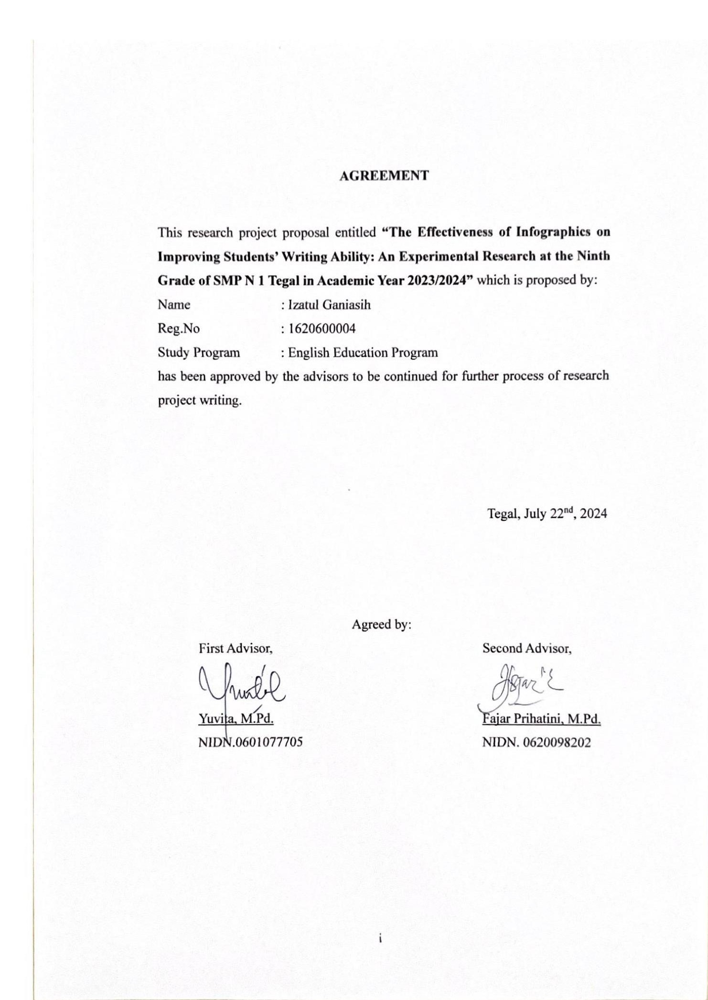 AGREEMENT
This research project proposal entitled “The Effectiveness of Infographics on
Improving Students’ Writing Ability: An Experimental Research at the Ninth
Grade of SMP N 1 Tegal in Academic Year 2023/2024” which is proposed by:
Name : Izatul Ganiasih
Reg.No : 1620600004
Study Program : English Education Program
has been approved by the advisors to be continued for further process of research
project writing.
Tegal, July 22nd, 2024
Agreed by:
First Advisor, Second Advisor,
Yuvita, M.Pd. Fajar Prihatini, M.Pd.
NIDN.0601077705 NIDN. 0620098202
i